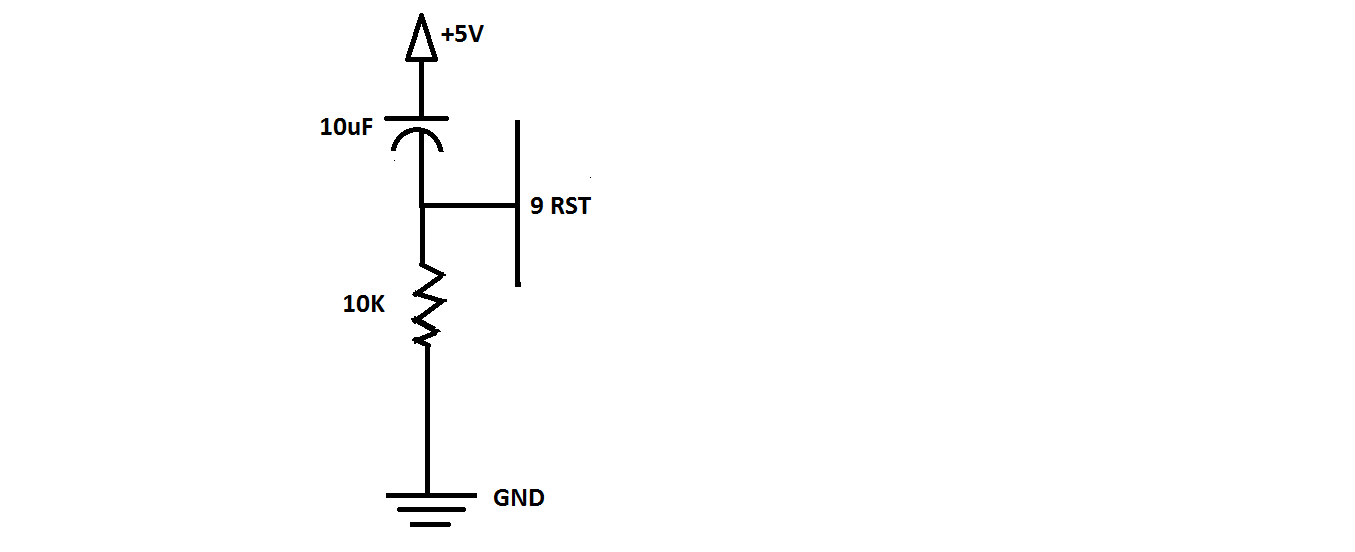 +5V
10uF
9 RST
10K
GND